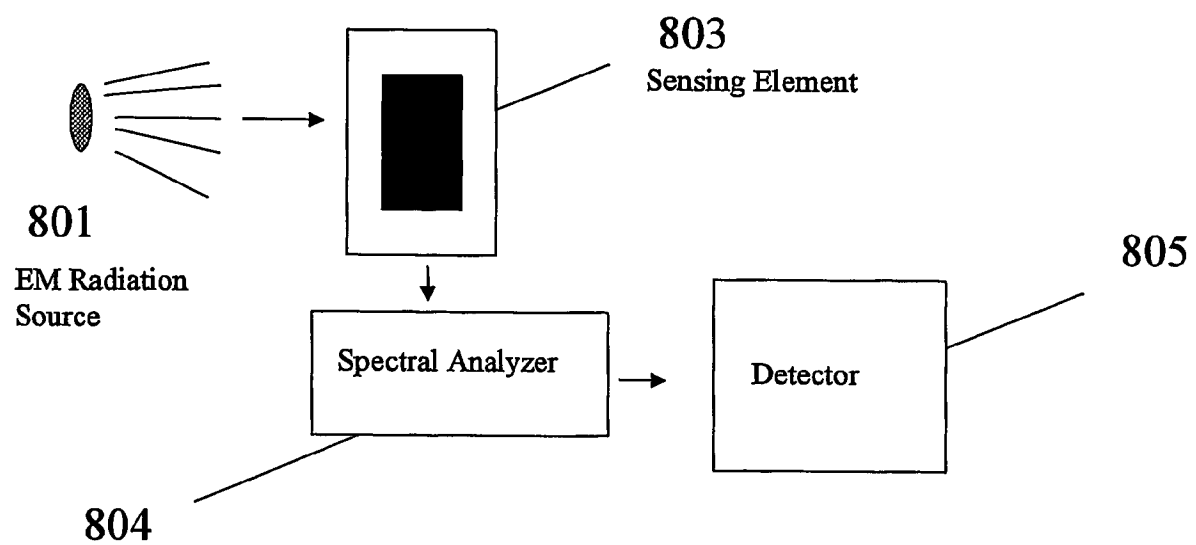 803
Sensing Element
801
EM Radiation
Source
805
Spectral Analyzer
Detector
804